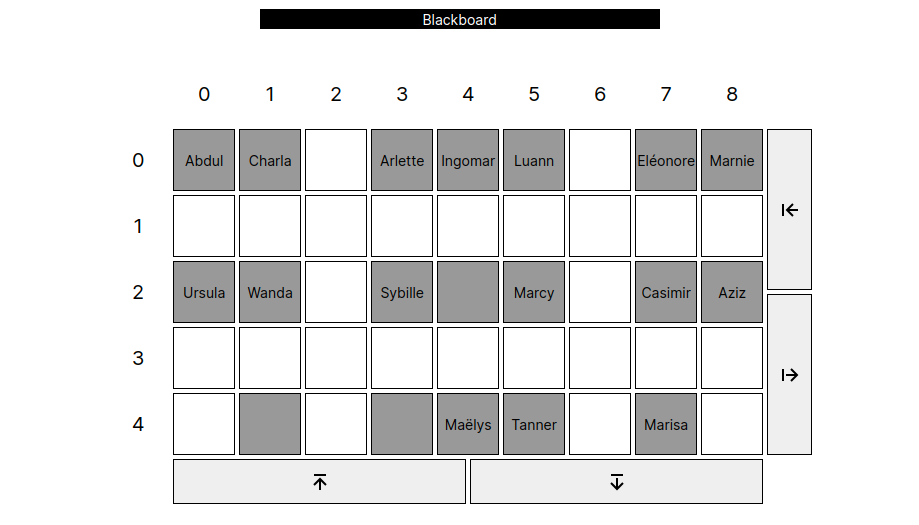 Blackboard
0 1 2 3 4 5 6 7 8
0 Abdul Charla Arlette Ingomar Luann Eléonore Marnie
1
2 Ursula Wanda Sybille Marcy Casimir Aziz
3
4 Maëlys Tanner Marisa